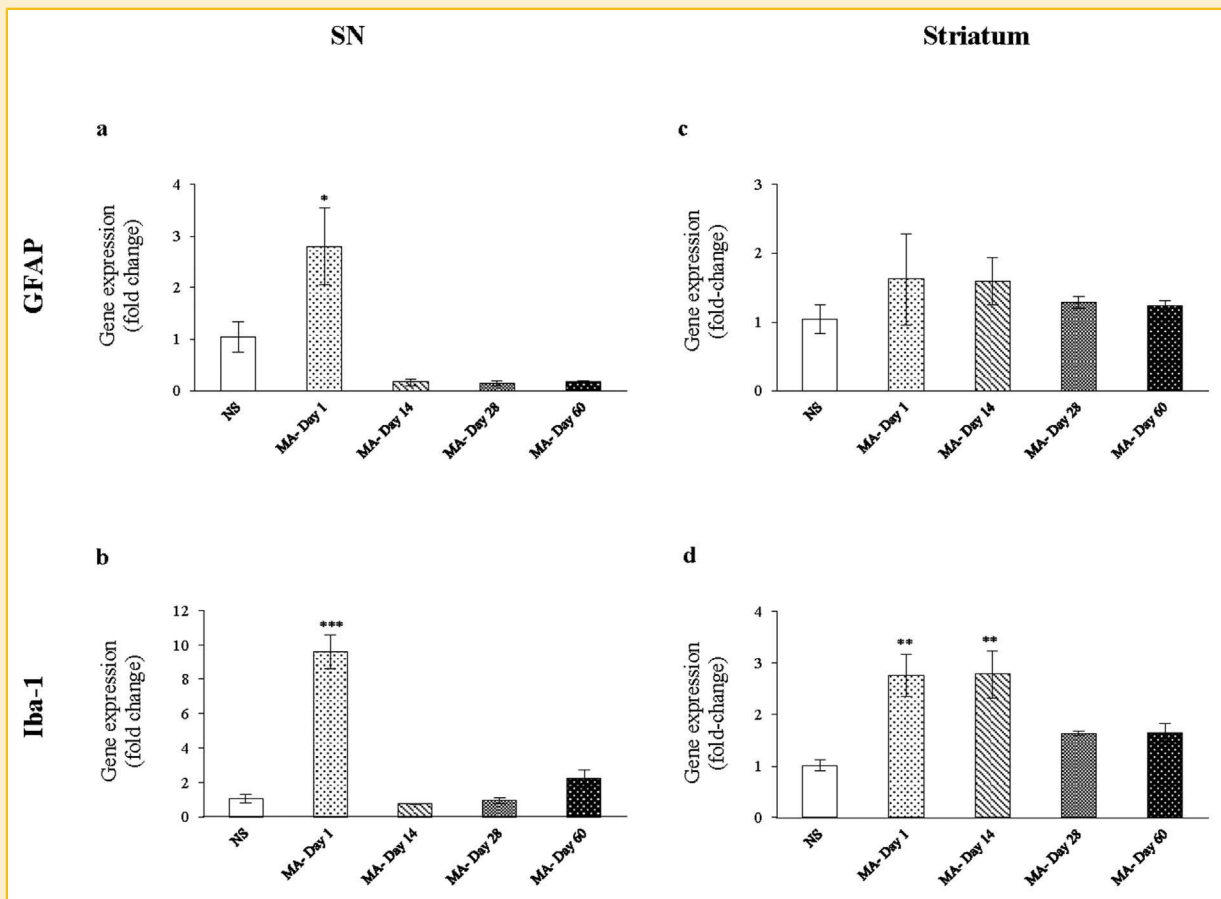 SN
Striatum
GFAP
a
Gene expression
(fold change)
4
3
2
1
0
*
NS
MA- Day 1
MA- Day 14
MA- Day 28
MA- Day 60
c
Gene expression
(fold-change)
3
2
1
0
NS
MA- Day 1
MA- Day 14
MA- Day 28
MA- Day 60
Iba-1
b
Gene expression
(fold change)
12
10
8
6
4
2
0
***
NS
MA- Day 1
MA- Day 14
MA- Day 28
MA- Day 60
d
Gene expression
(fold-change)
4
3
2
1
0
**
**
NS
MA- Day 1
MA- Day 14
MA- Day 28
MA- Day 60